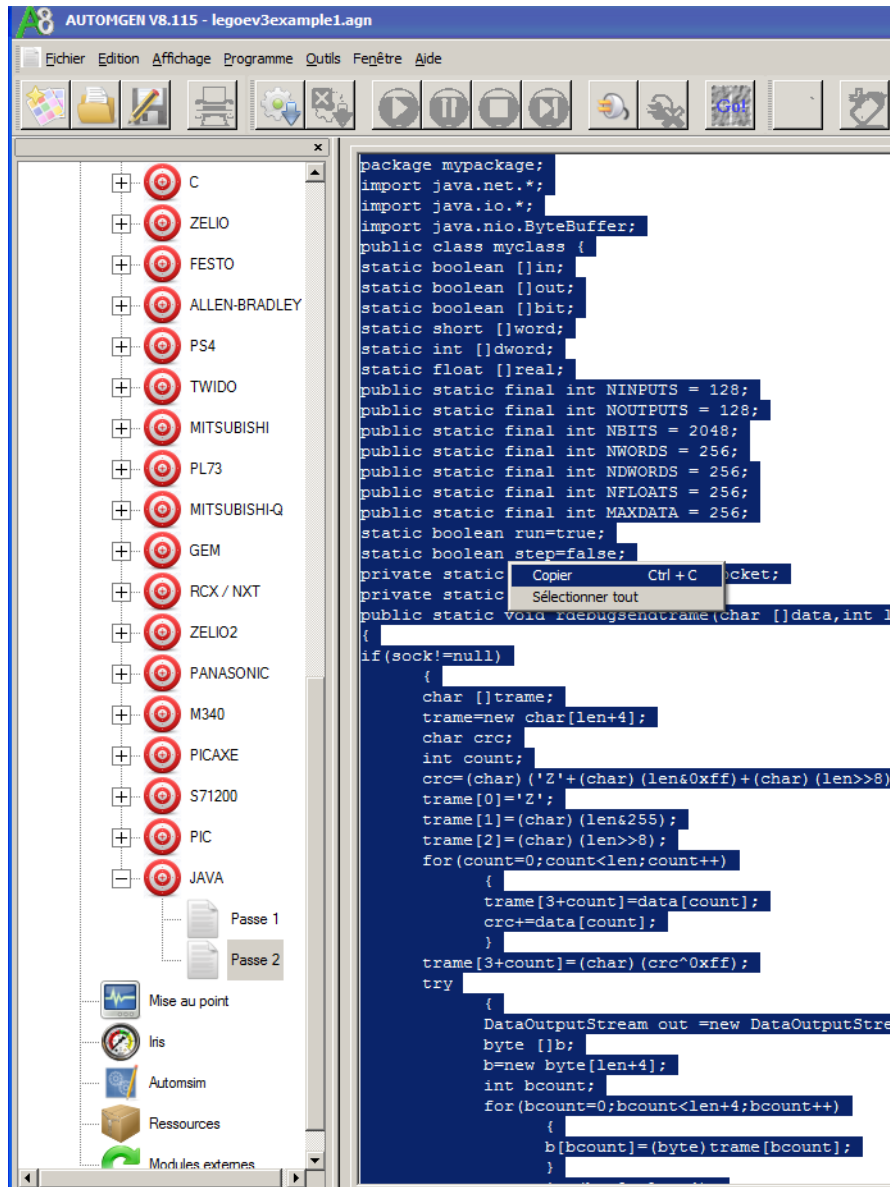 AUTOMGEN V8.115 - legoev3example1.agn
Fichier Edition Affichage Programme Outils Fenêtre Aide
Go!
C
ZELIO
FESTO
ALLEN-BRADLEY
PS4
TWIDO
MITSUBISHI
PL73
MITSUBISHI-Q
GEM
RCX / NXT
ZELIO2
PANASONIC
M340
PICAXE
S71200
PIC
JAVA
Passe 1
Passe 2
Mise au point
Iris
Automsim
Ressources
Modules externes
package mypackage;
import java.net.*;
import java.io.*;
import java.nio.ByteBuffer;
public class myclass {
static boolean []in;
static boolean []out;
static boolean []bit;
static short []word;
static int []dword;
static float []real;
public static final int NINPUTS = 128;
public static final int NOUTPUTS = 128;
public static final int NBITS = 2048;
public static final int NWORDS = 256;
public static final int NDWORDS = 256;
public static final int NFLOATS = 256;
public static final int MAXDATA = 256;
static boolean run=true;
static boolean step=false;
private static ocket;
private static
Copier Ctrl + C
Sélectionner tout
public static void rdebugsendtrame(char []data,int l
{
if(sock!=null)
{
char []trame;
trame=new char[len+4];
char crc;
int count;
crc=(char)('Z'+(char)(len&0xff)+(char)(len>>8)
trame[0]='Z';
trame[1]=(char)(len&255);
trame[2]=(char)(len>>8);
for(count=0;count<len;count++)
{
trame[3+count]=data[count];
crc+=data[count];
}
trame[3+count]=(char)(crc^0xff);
try
{
DataOutputStream out =new DataOutputStre
byte []b;
b=new byte[len+4];
int bcount;
for(bcount=0;bcount<len+4;bcount++)
{
b[bcount]=(byte)trame[bcount];
}